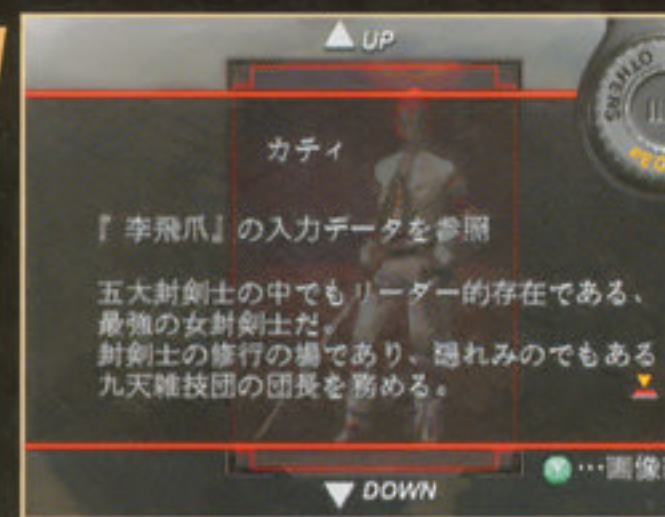 UP
OTHERS
カティ
『李飛爪』の入力データを参照
五大封剣士の中でもリーダー的存在である、
最強の女封剣士だ。
封剣士の修行の場であり、隠れみのでもある
九天雑技団の団長を務める。
Y…画像
DOWN